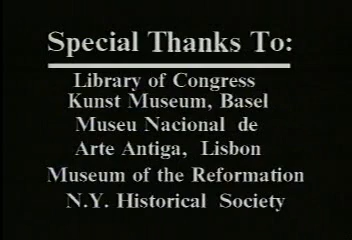 Special Thanks To:
Library of Congress
Kunst Museum, Basel
Museu Nacional de
Arte Antiga, Lisbon
Museum of the Reformation
N.Y. Historical Society